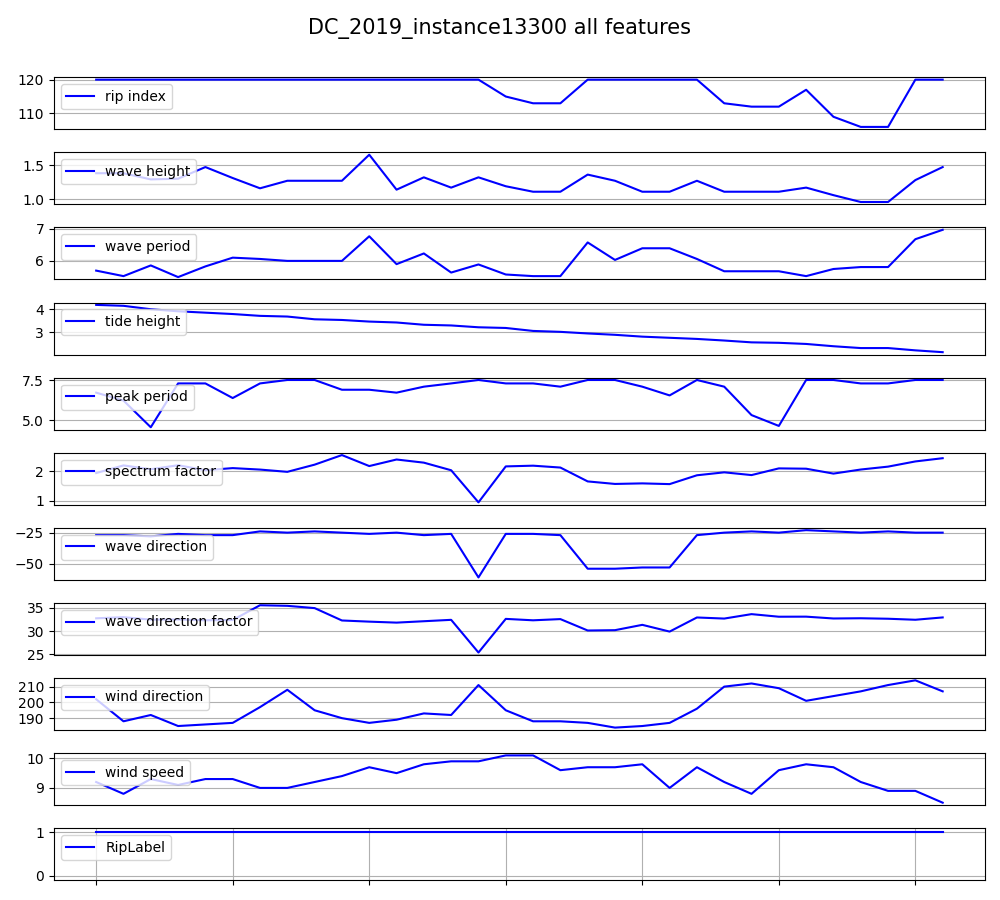 DC_2019_instance13300 all features
120
110
rip index
1.5
1.0
wave height
7
6
wave period
4
3
tide height
7.5
5.0
peak period
2
1
spectrum factor
−25
−50
wave direction
35
30
25
wave direction factor
210
200
190
wind direction
10
9
wind speed
1
0
RipLabel